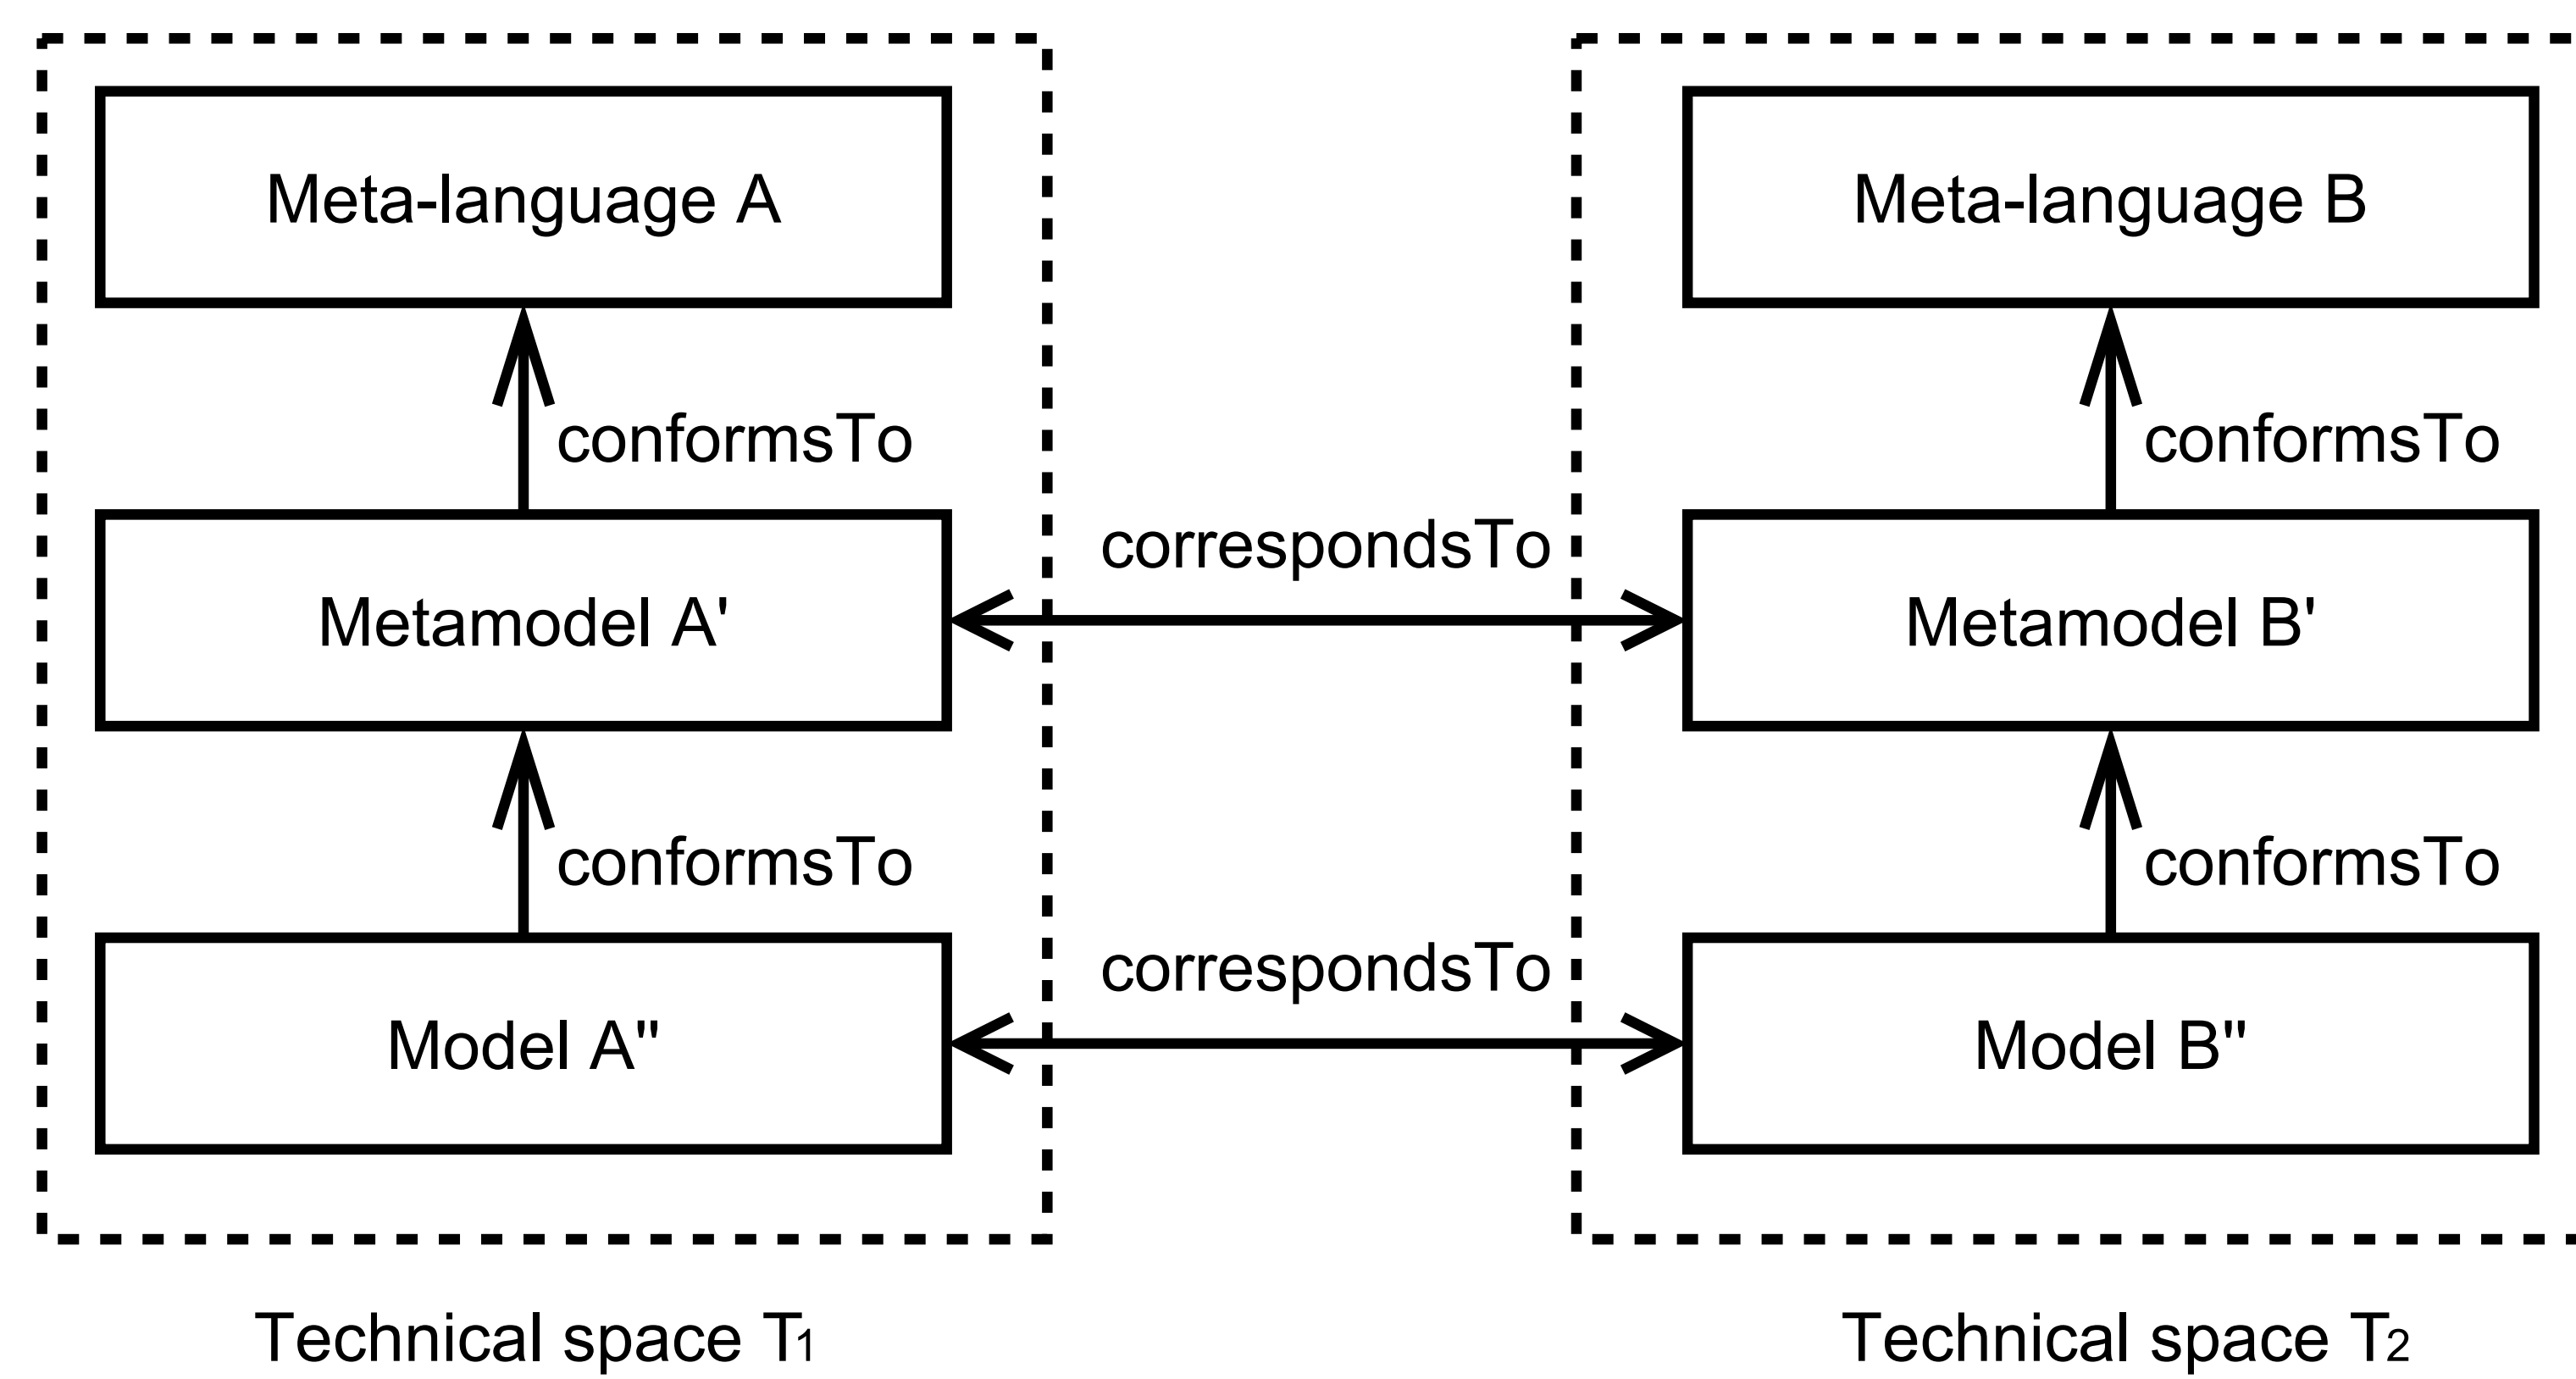 Meta-language A
Meta-language B
conformsTo
conformsTo
correspondsTo
Metamodel A'
Metamodel B'
conformsTo
conformsTo
correspondsTo
Model A"
Model B"
Technical space T1
Technical space T2